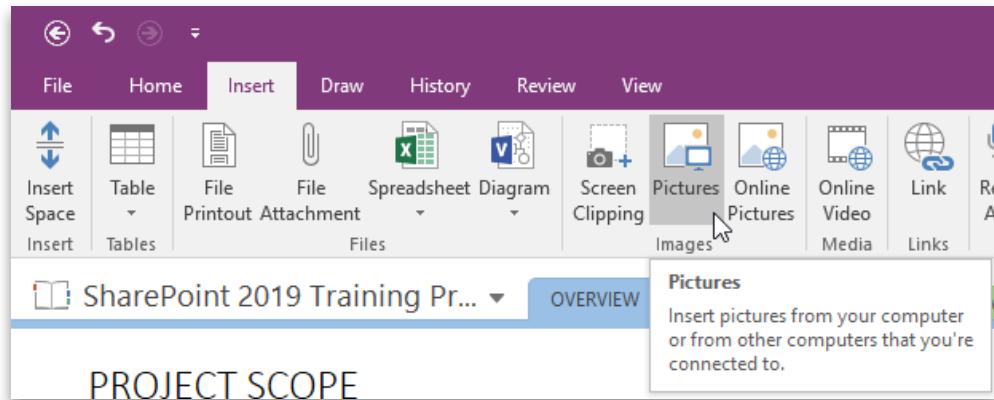 File Home Insert Draw History Review View
Insert Table File File Spreadsheet Diagram Screen Pictures Online Online Link
Space Printout Attachment Clipping Pictures Video
Insert Tables Files Images Media Links
SharePoint 2019 Training Pr... OVERVIEW
Pictures
Insert pictures from your computer
or from other computers that you're
connected to.
PROJECT SCOPE